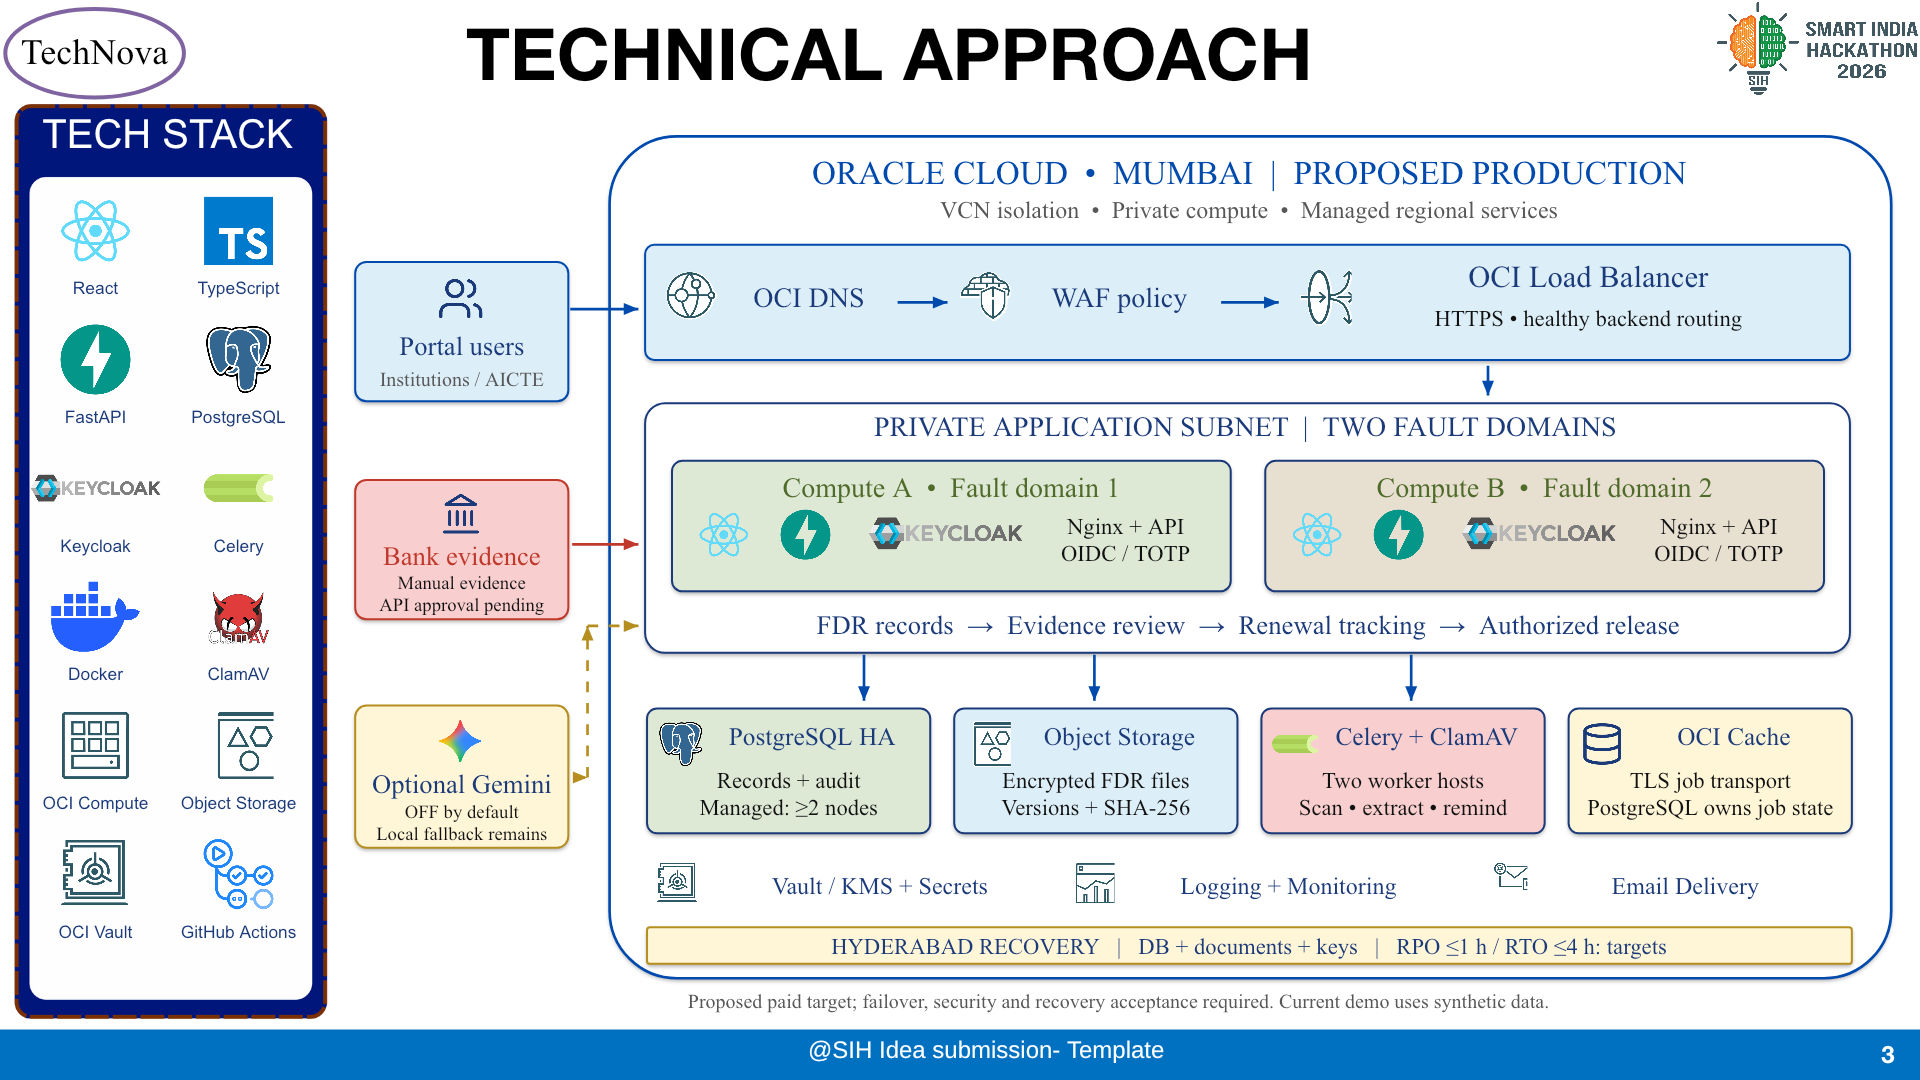 TechNova
TECHNICAL APPROACH
SMART INDIA
HACKATHON
2026
SIH
TECH STACK
React
TypeScript
TS
FastAPI
PostgreSQL
KEYCLOAK
Keycloak
Celery
Docker
ClamAV
ClamAV
OCI Compute
Object Storage
OCI Vault
GitHub Actions
Portal users
Institutions / AICTE
Bank evidence
Manual evidence
API approval pending
Optional Gemini
OFF by default
Local fallback remains
ORACLE CLOUD • MUMBAI | PROPOSED PRODUCTION
VCN isolation • Private compute • Managed regional services
OCI DNS
WAF policy
OCI Load Balancer
HTTPS • healthy backend routing
PRIVATE APPLICATION SUBNET | TWO FAULT DOMAINS
Compute A • Fault domain 1
KEYCLOAK
Nginx + API
OIDC / TOTP
Compute B • Fault domain 2
KEYCLOAK
Nginx + API
OIDC / TOTP
FDR records → Evidence review → Renewal tracking → Authorized release
PostgreSQL HA
Records + audit
Managed: ≥2 nodes
Object Storage
Encrypted FDR files
Versions + SHA-256
Celery + ClamAV
Two worker hosts
Scan • extract • remind
OCI Cache
TLS job transport
PostgreSQL owns job state
Vault / KMS + Secrets
Logging + Monitoring
Email Delivery
HYDERABAD RECOVERY | DB + documents + keys | RPO ≤1 h / RTO ≤4 h: targets
Proposed paid target; failover, security and recovery acceptance required. Current demo uses synthetic data.
@SIH Idea submission- Template
3